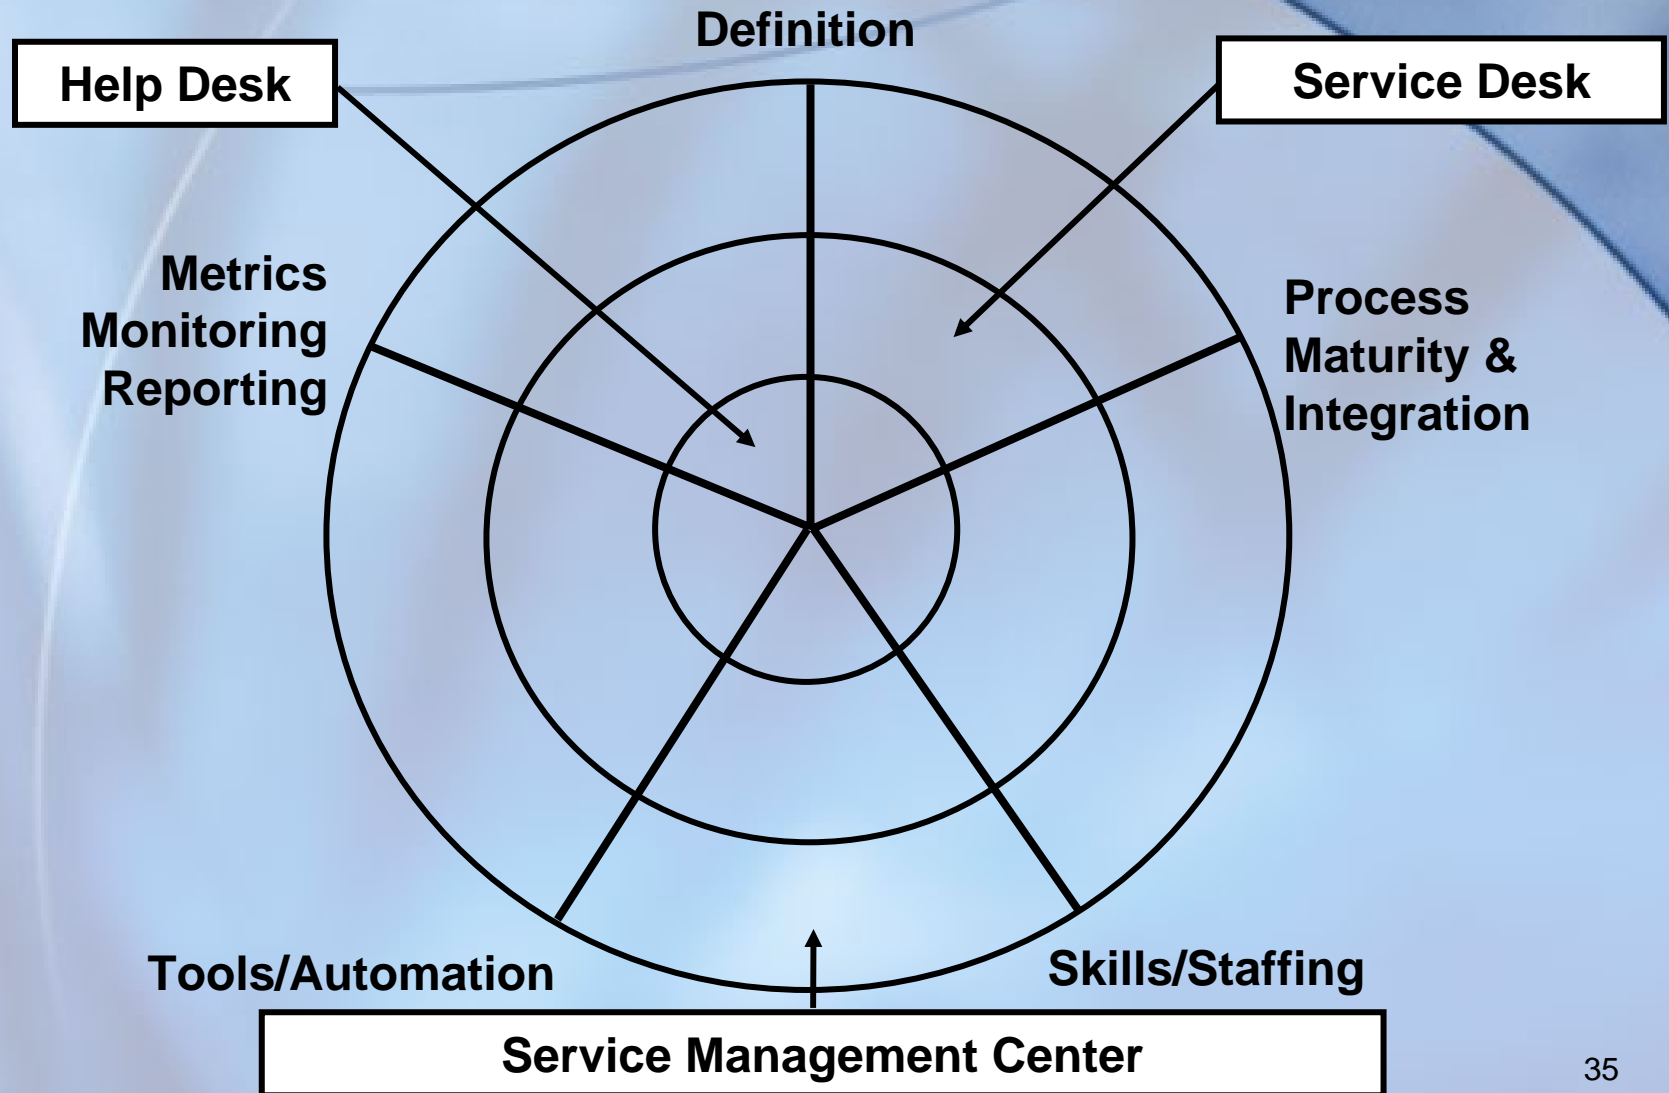 Definition
Help Desk
Service Desk
Metrics
Monitoring
Reporting
Process
Maturity &
Integration
Tools/Automation
Skills/Staffing
Service Management Center
35